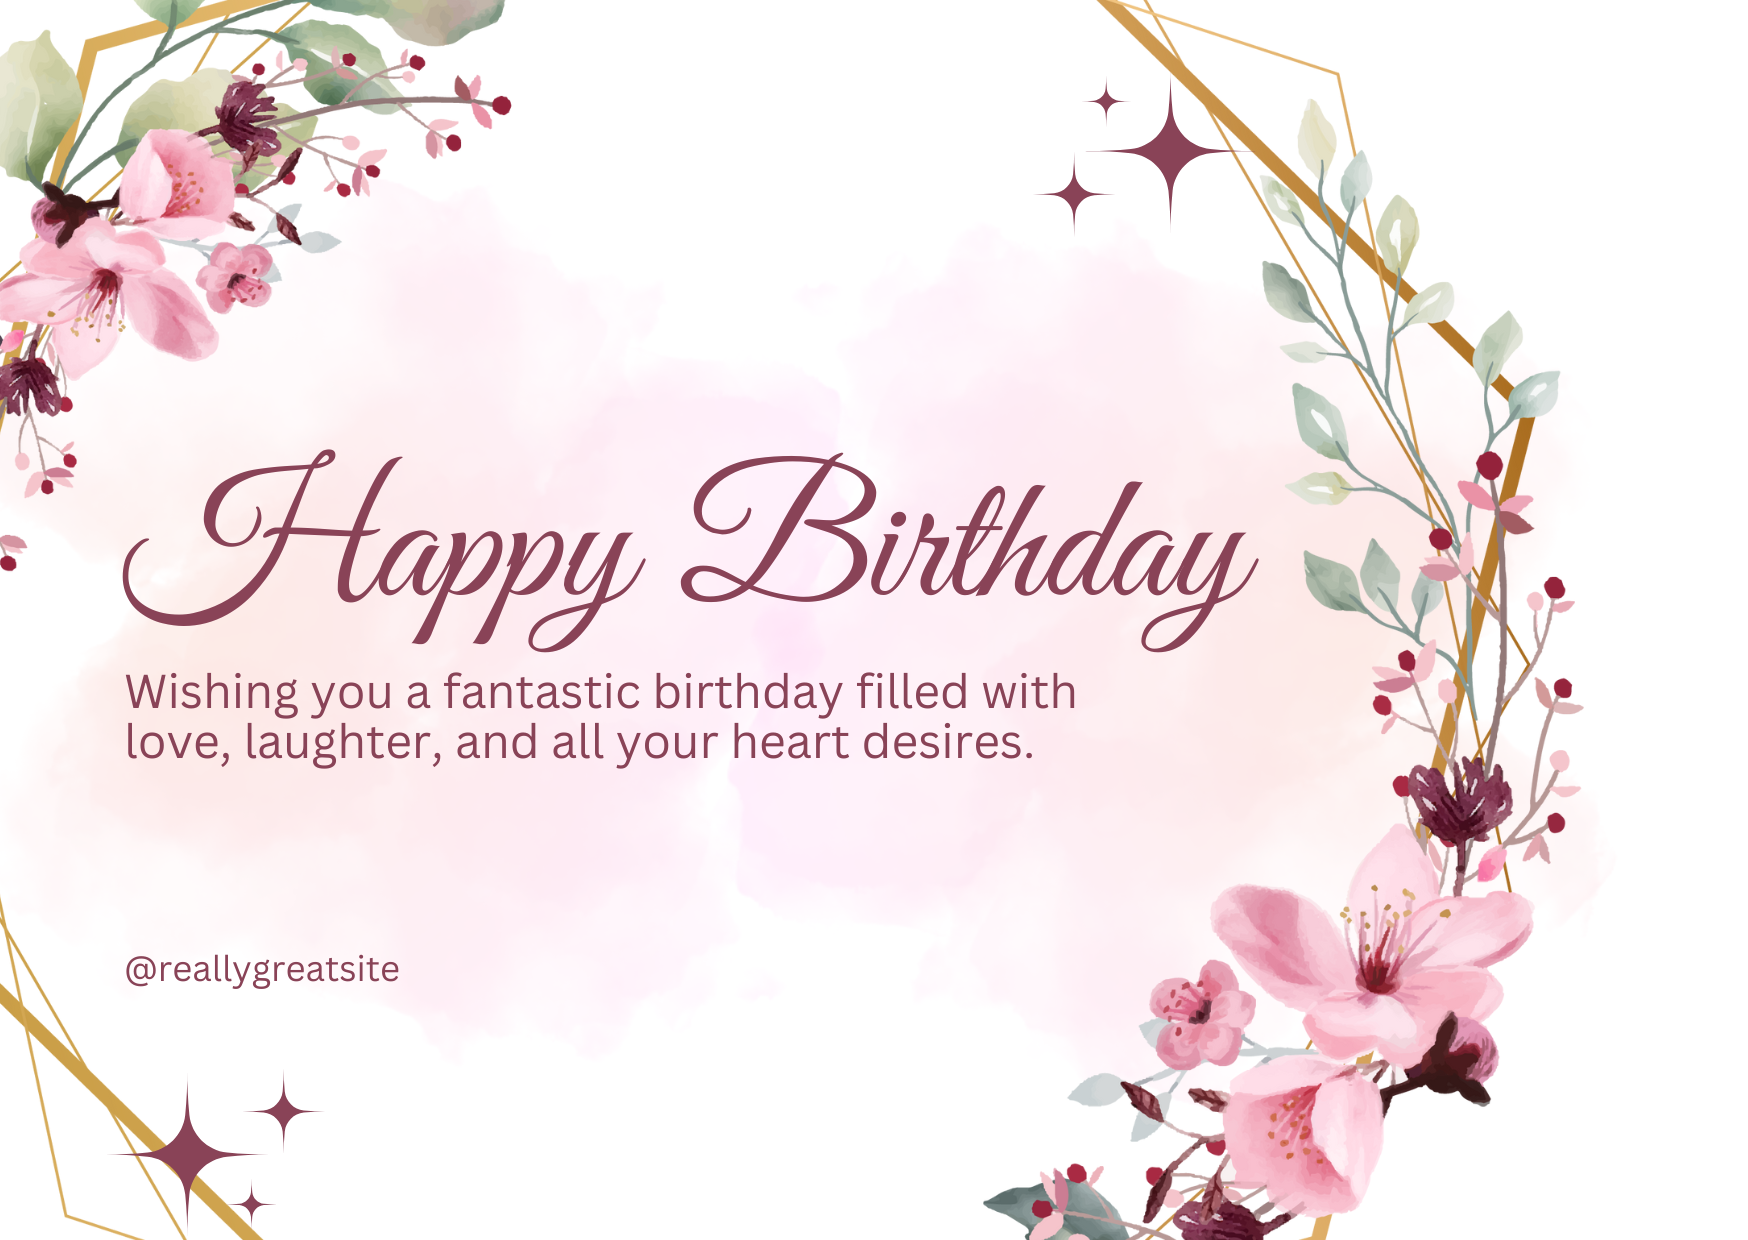 Happy Birthday
Wishing you a fantastic birthday filled with
love, laughter, and all your heart desires.
@reallygreatsite